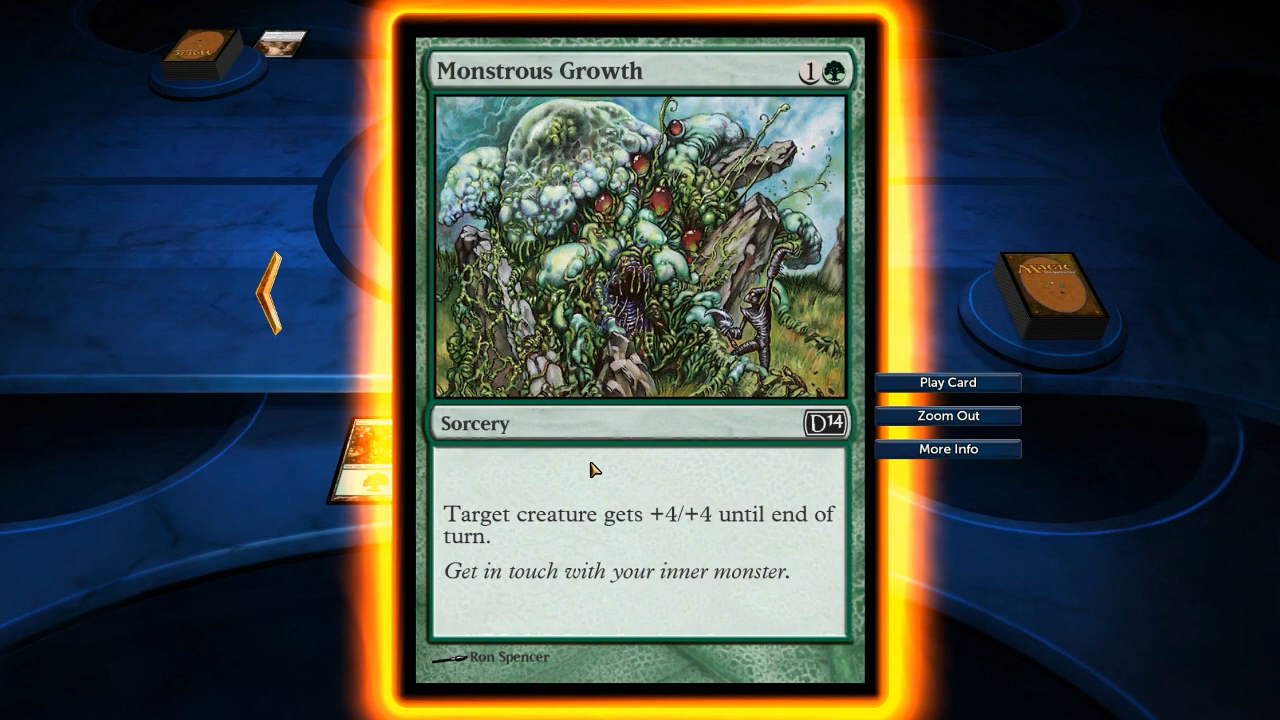 Monstrous Growth 1
Sorcery D14
Target creature gets +4/+4 until end of
turn.
Get in touch with your inner monster.
Ron Spencer
Magic
Play Card
Zoom Out
More Info